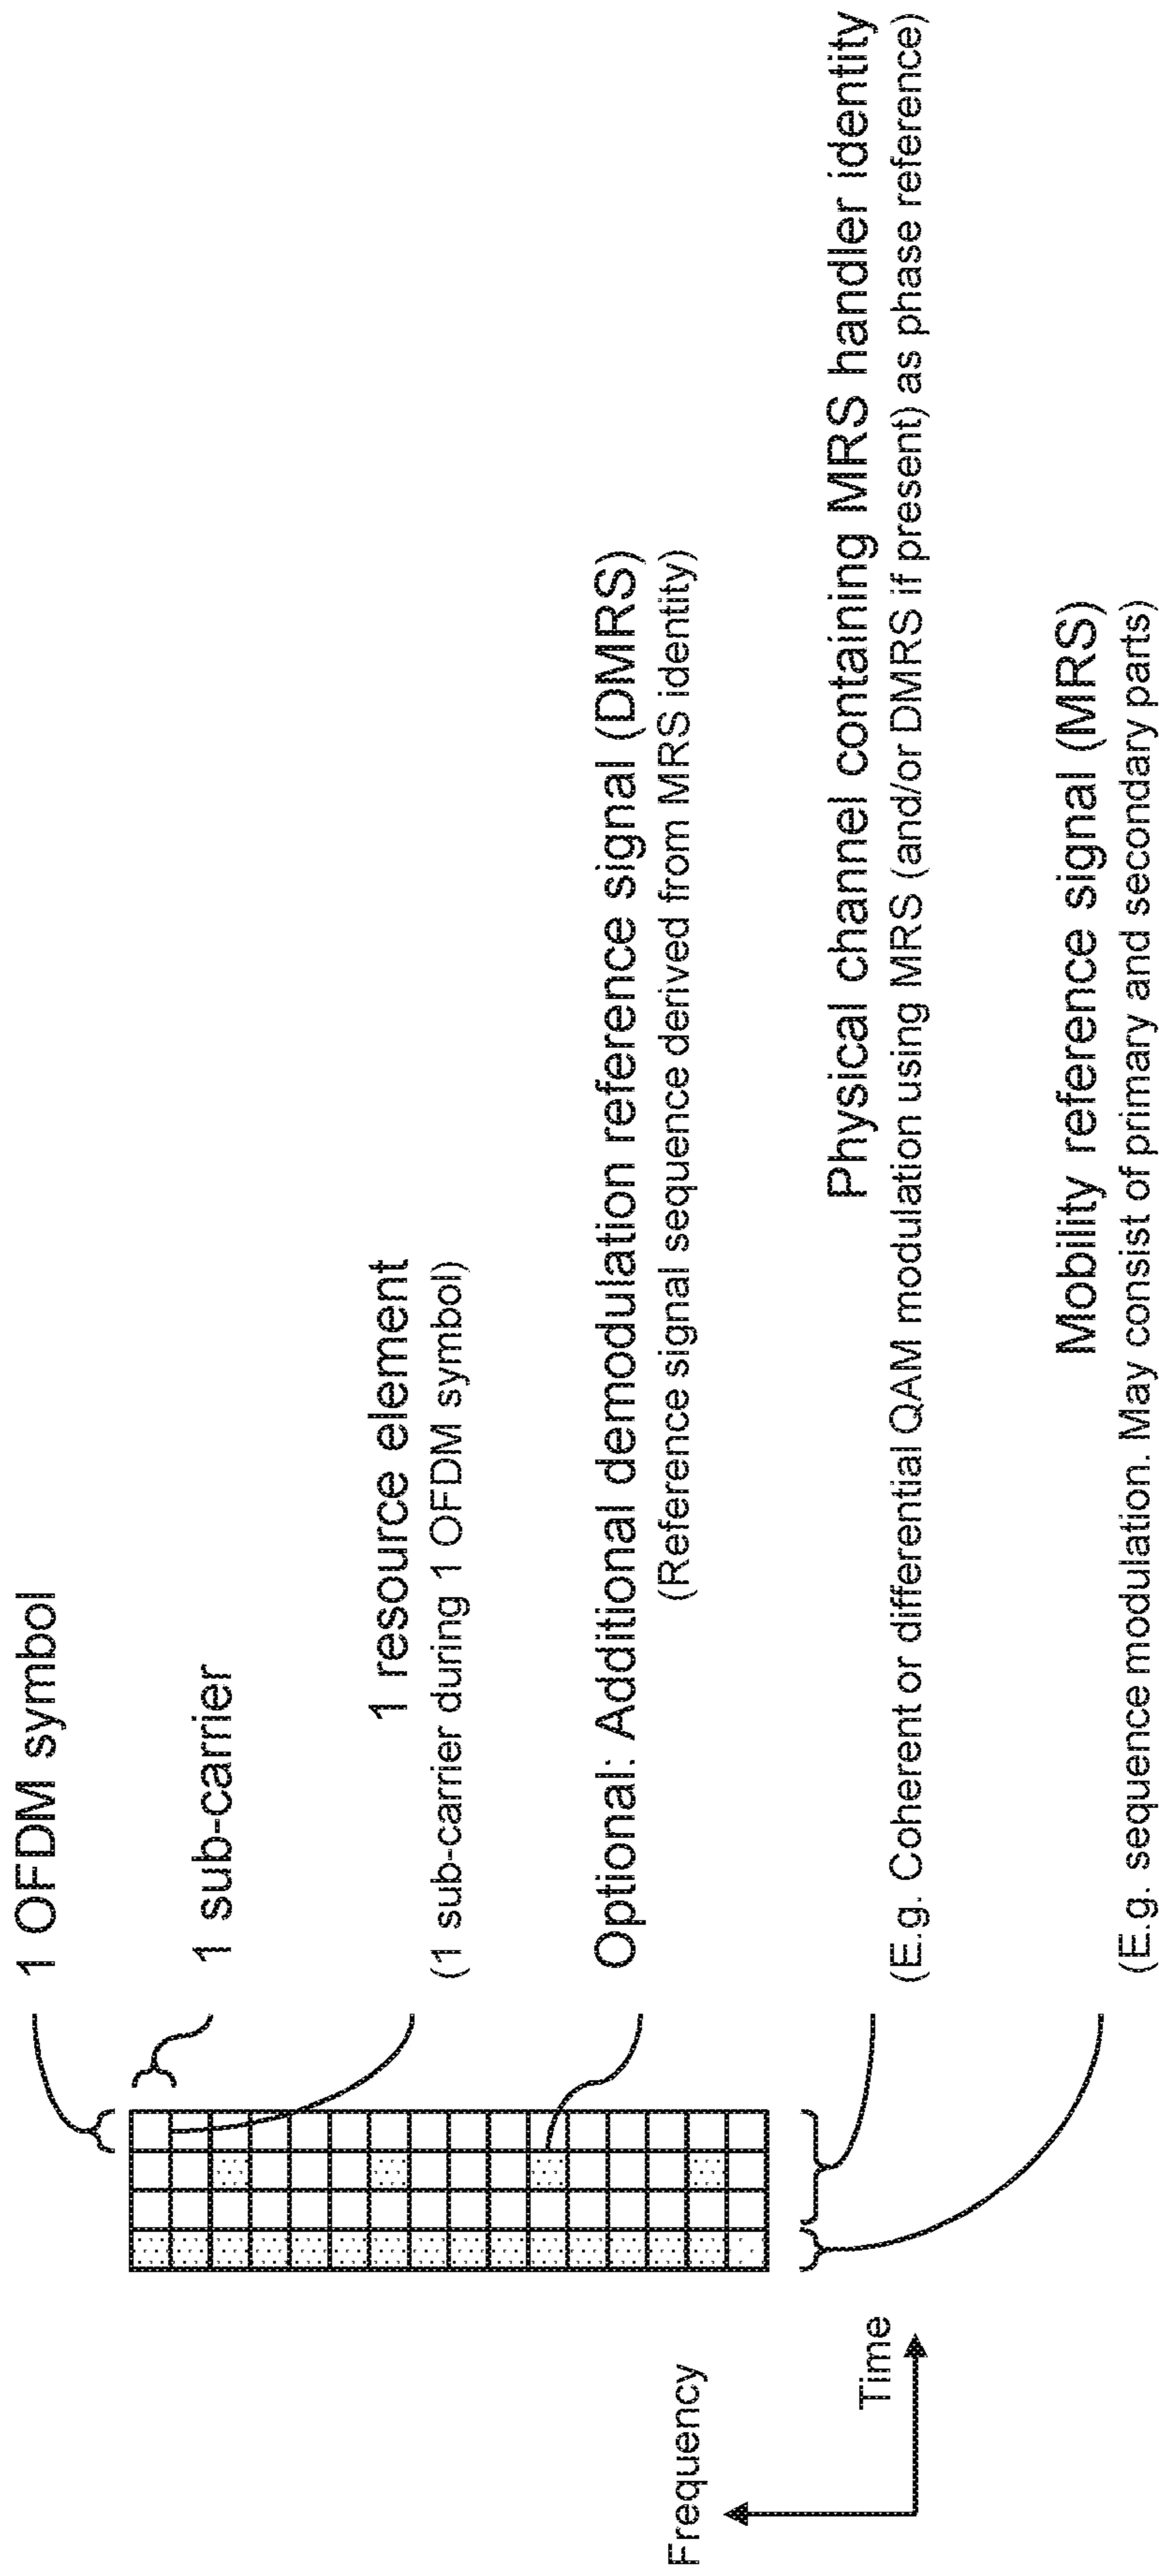 1 OFDM symbol
1 sub-carrier
1 resource element
(1 sub-carrier during 1 OFDM symbol)
Optional: Additional demodulation reference signal (DMRS)
(Reference signal sequence derived from MRS identity)
Physical channel containing MRS handler identity
(E.g. Coherent or differential QAM modulation using MRS (and/or DMRS if present) as phase reference)
Mobility reference signal (MRS)
(E.g. sequence modulation. May consist of primary and secondary parts)
Frequency
Time